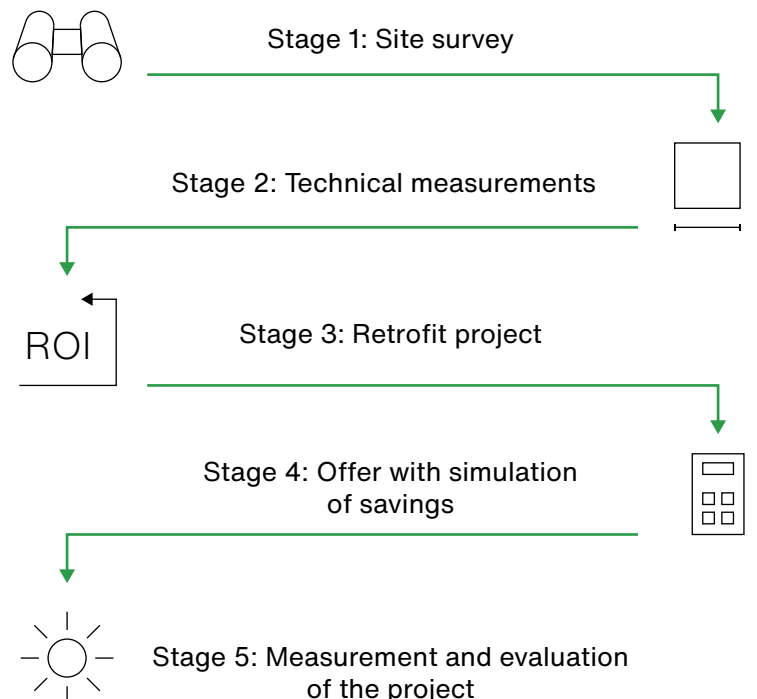 Stage 1: Site survey
Stage 2: Technical measurements
ROI
Stage 3: Retrofit project
Stage 4: Offer with simulation
of savings
Stage 5: Measurement and evaluation
of the project